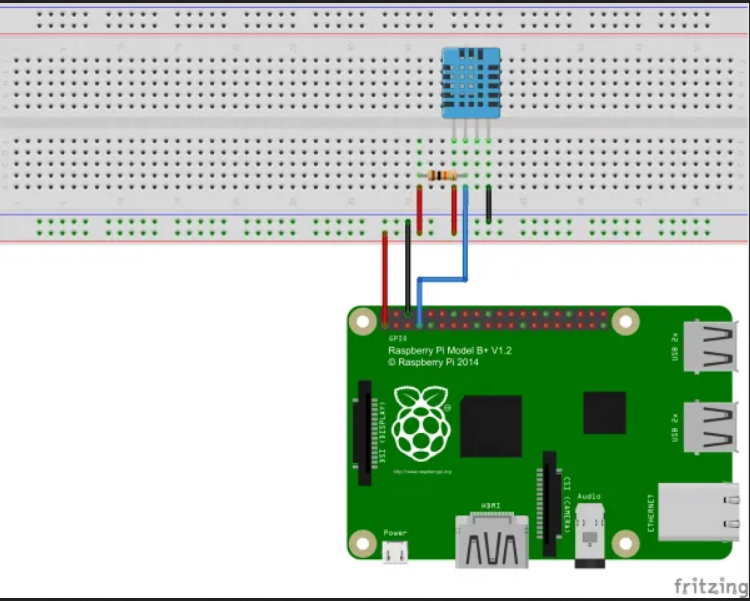 GPIO
Raspberry Pi Model B+ V1.2
© Raspberry Pi 2014
USB 2x
DSI (DISPLAY)
http://www.raspberrypi.org
USB 2x
CSI (CAMERA)
HDMI
Audio
ETHERNET
Power
fritzing